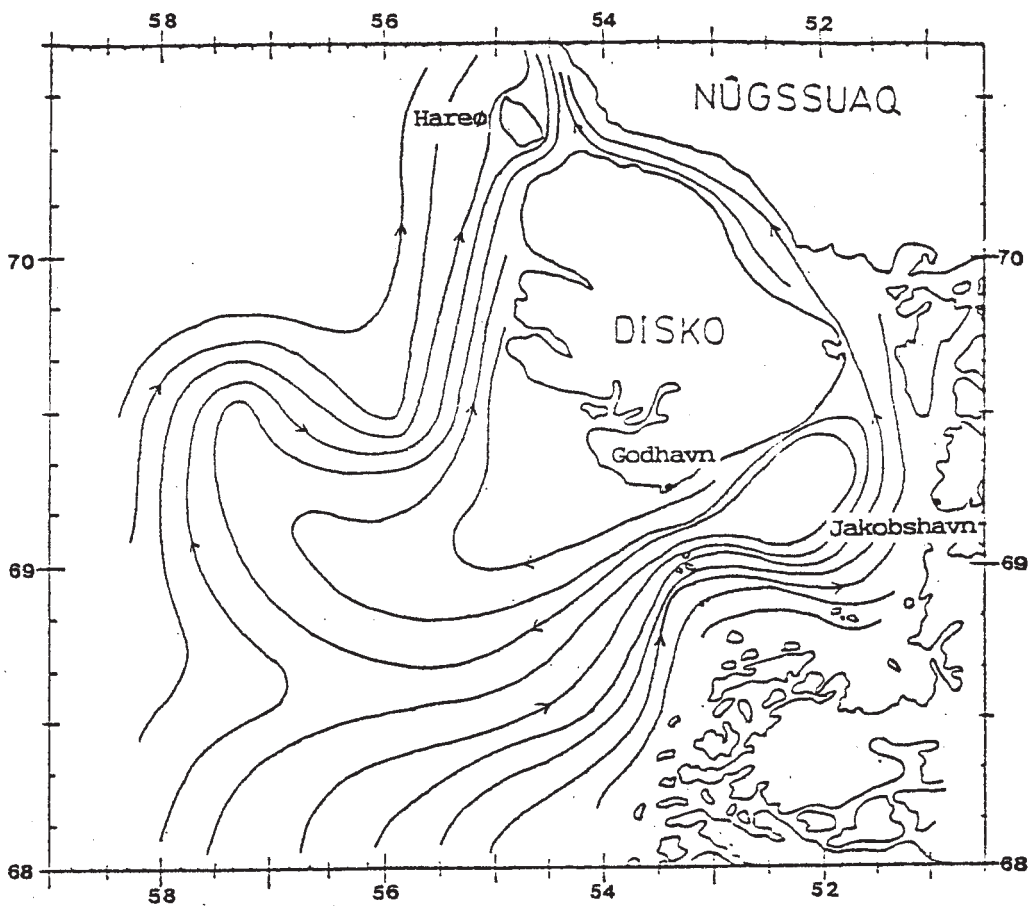 58 56 54 52
NÛGSSUAQ
Hareø
70 70
DISKO
Godhavn
Jakobshavn
69 69
68 68
58 56 54 52